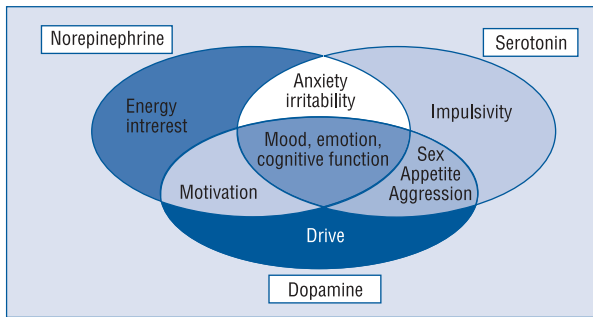 Norepinephrine
Serotonin
Anxiety
irritability
Energy
intrerest
Impulsivity
Mood, emotion,
cognitive function
Sex
Appetite
Aggression
Motivation
Drive
Dopamine